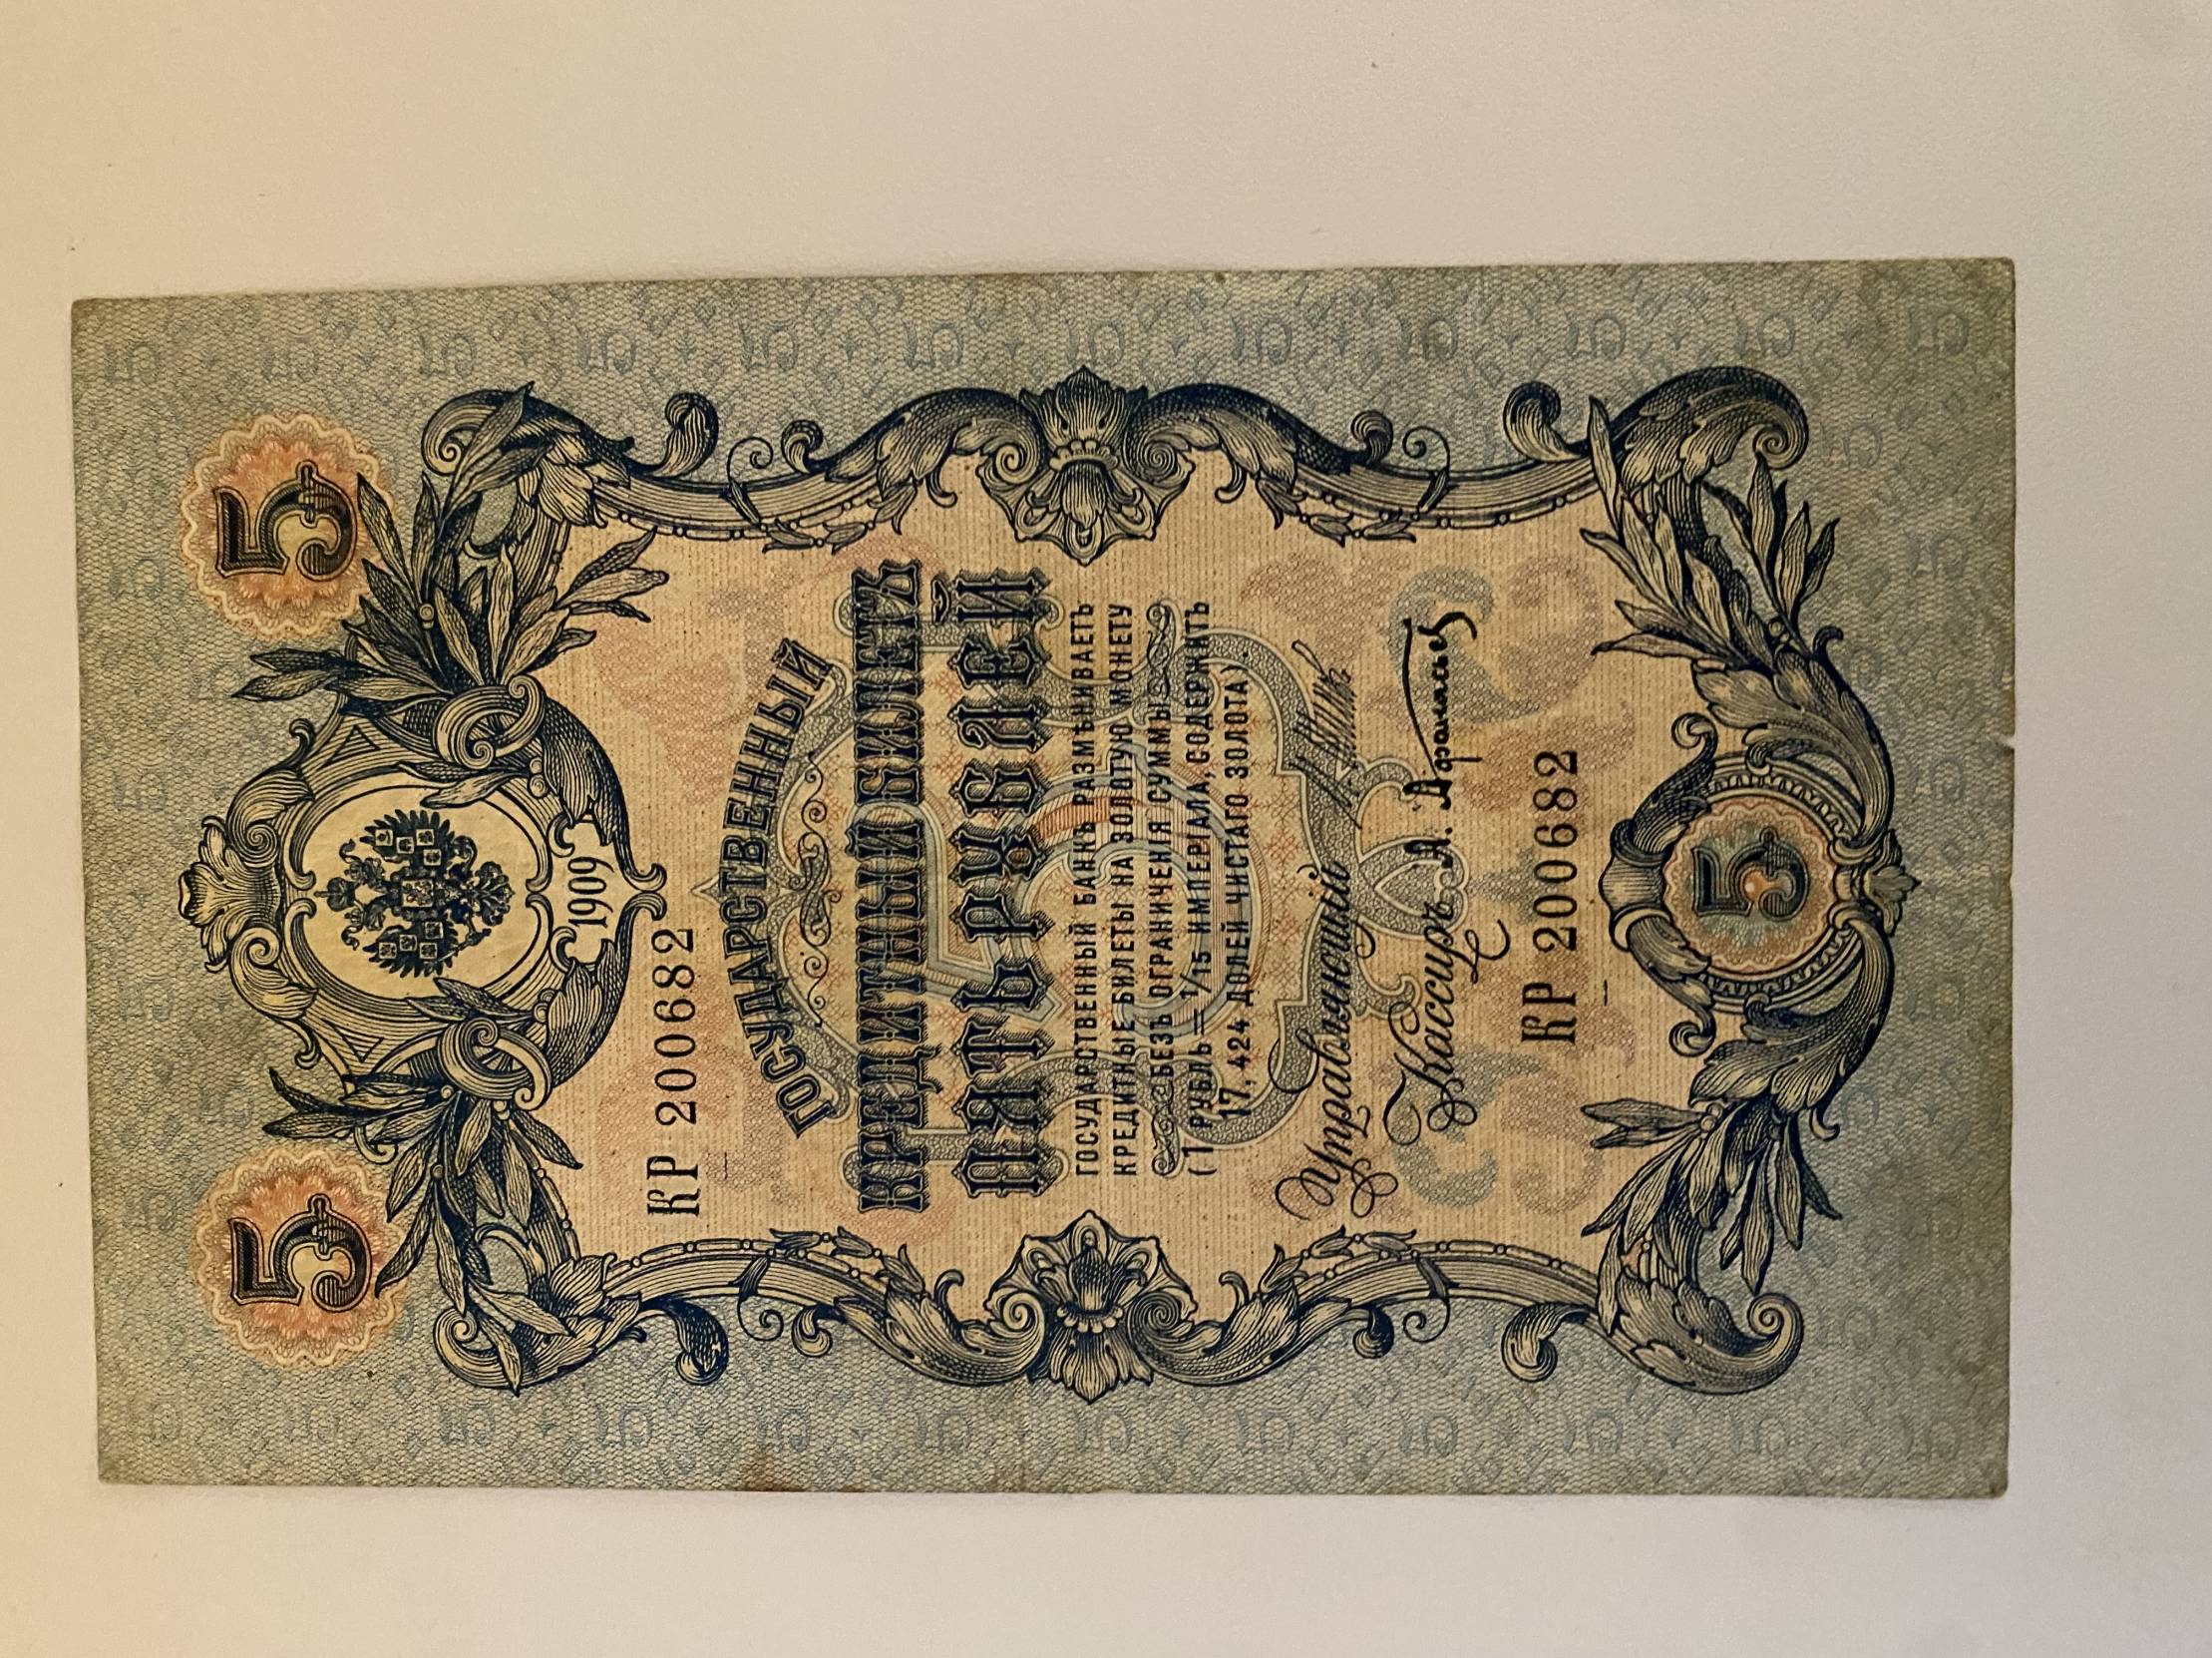 5 5
1909
КР 200682
ГОСУДАРСТВЕННЫЙ
КРЕДИТНЫЙ БИЛЕТЪ
ПЯТЬ РУБЛЕЙ
ГОСУДАРСТВЕННЫЙ БАНКЪ РАЗМѢНИВАЕТЪ
КРЕДИТНЫЕ БИЛЕТЫ НА ЗОЛОТУЮ МОНЕТУ
БЕЗЪ ОГРАНИЧЕНІЯ СУММЫ
(1 РУБЛЬ = 1/15 ИМПЕРІАЛА, СОДЕРЖИТЪ
17,424 ДОЛЕЙ ЧИСТАГО ЗОЛОТА)
Управляющій
Кассиръ А. Афанасьев
КР 200682
5